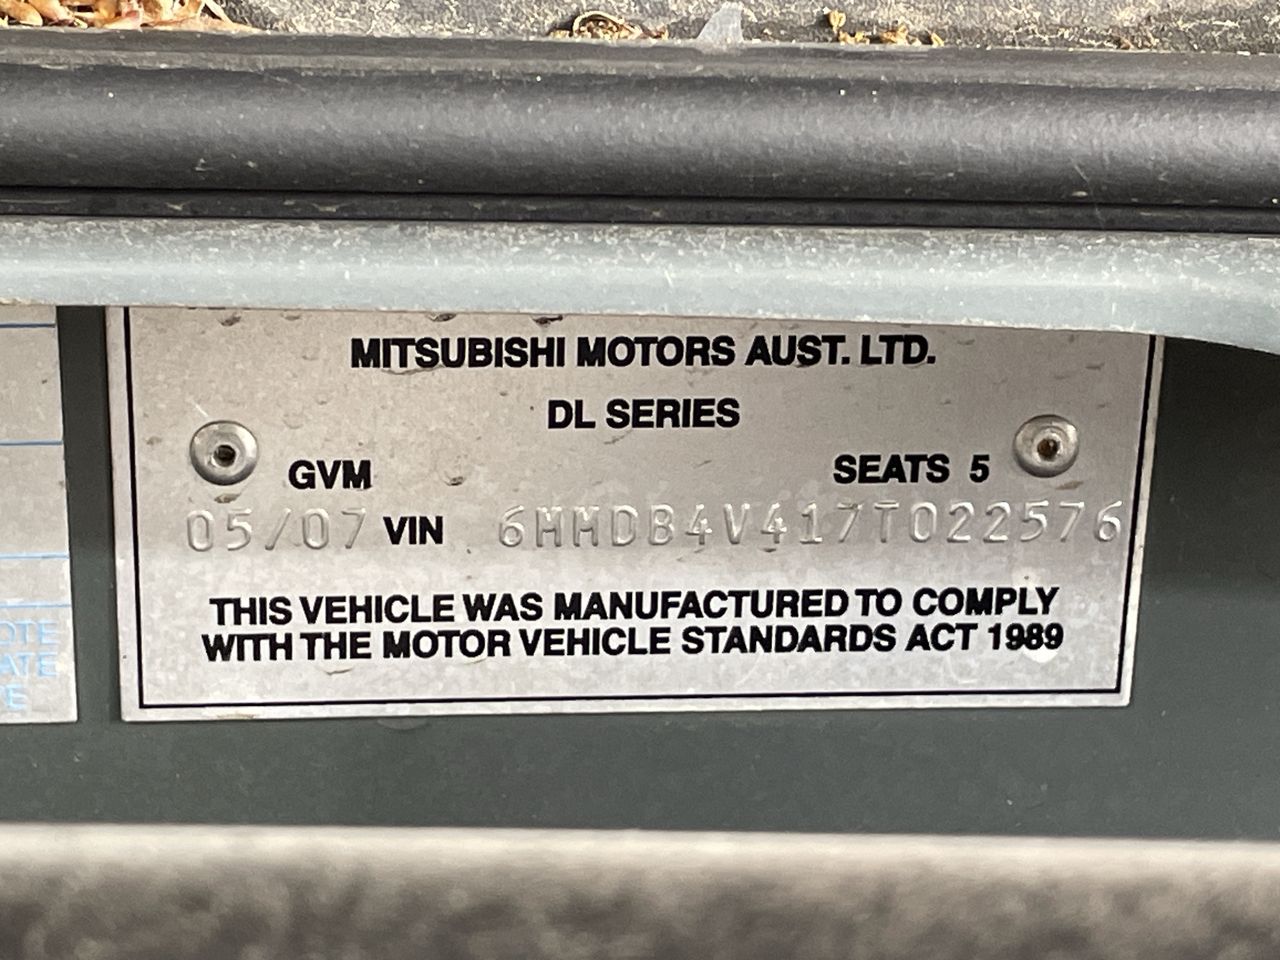 MITSUBISHI MOTORS AUST. LTD.
DL SERIES
GVM SEATS 5
05/07 VIN 6MMDB4V417T022576
THIS VEHICLE WAS MANUFACTURED TO COMPLY
WITH THE MOTOR VEHICLE STANDARDS ACT 1989